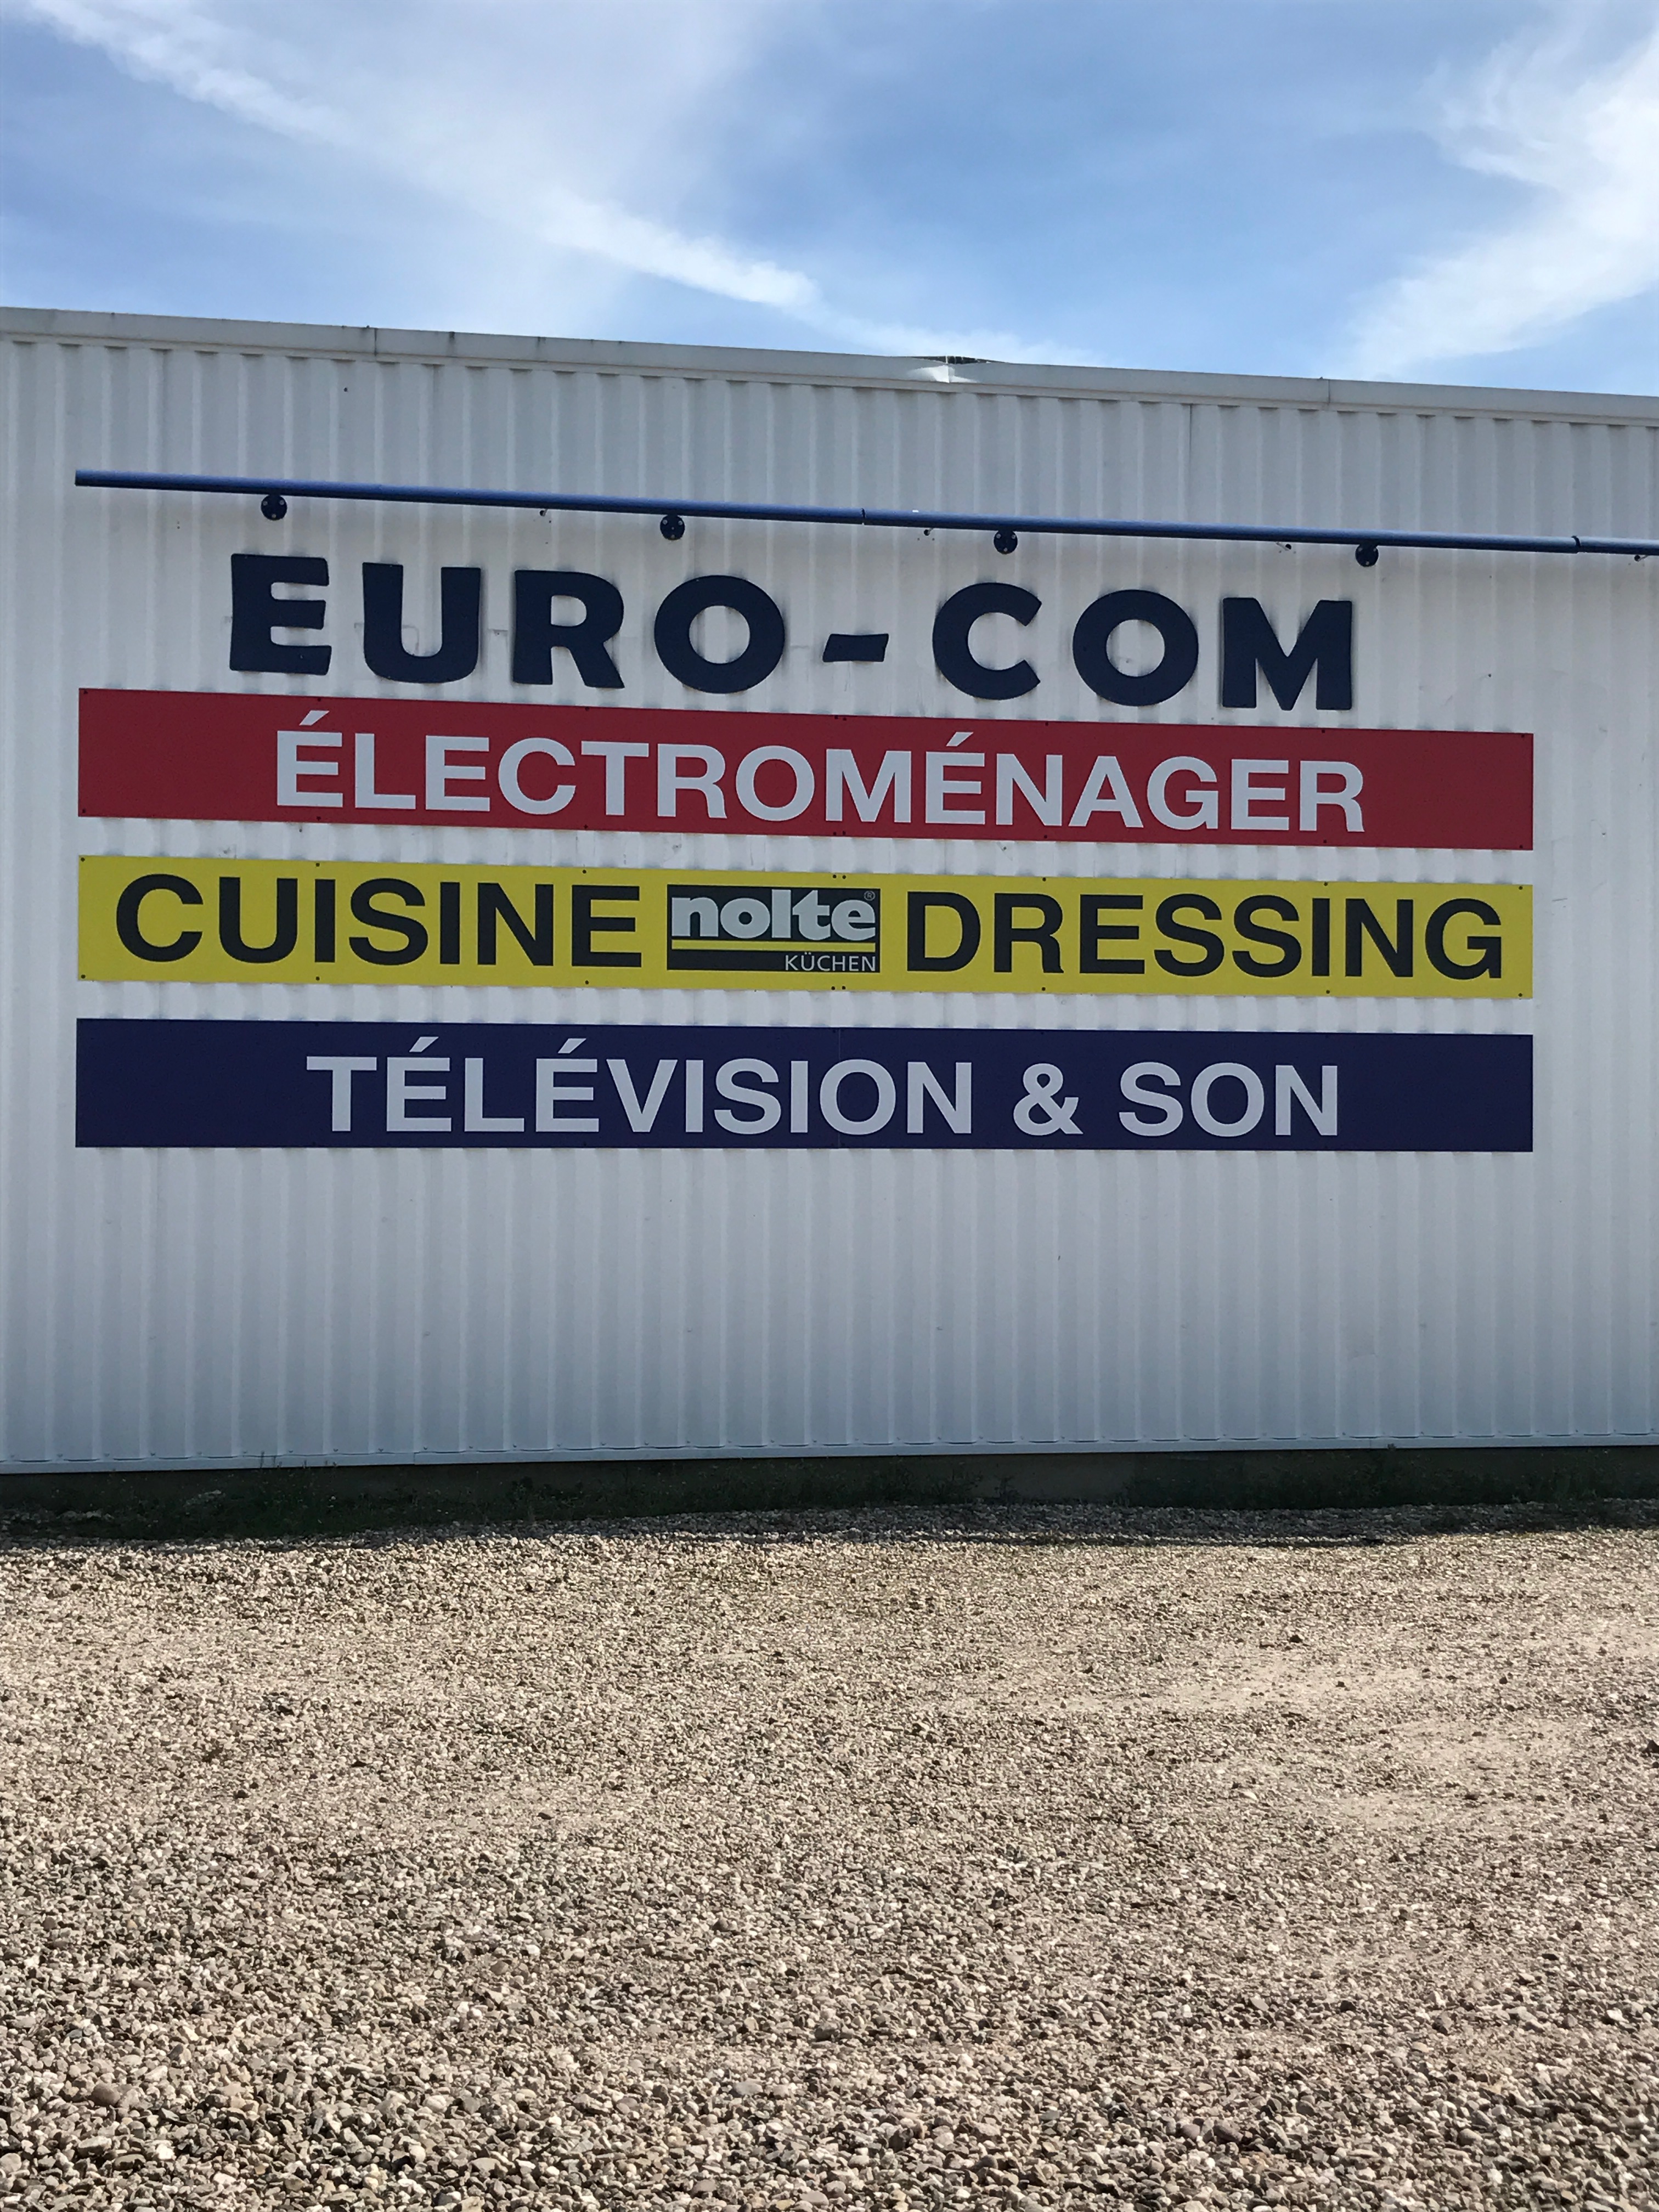 EURO-COM
ÉLECTROMÉNAGER
CUISINE nolte® KÜCHEN DRESSING
TÉLÉVISION & SON